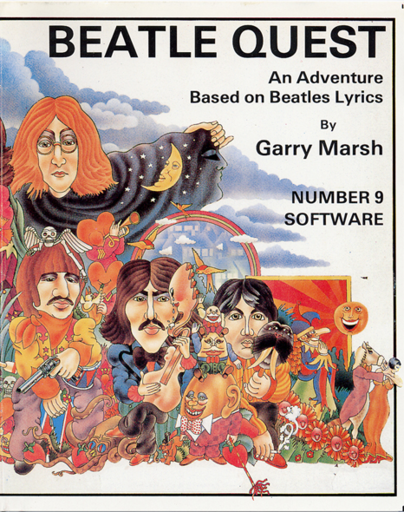 BEATLE QUEST
An Adventure
Based on Beatles Lyrics
By
Garry Marsh
NUMBER 9
SOFTWARE